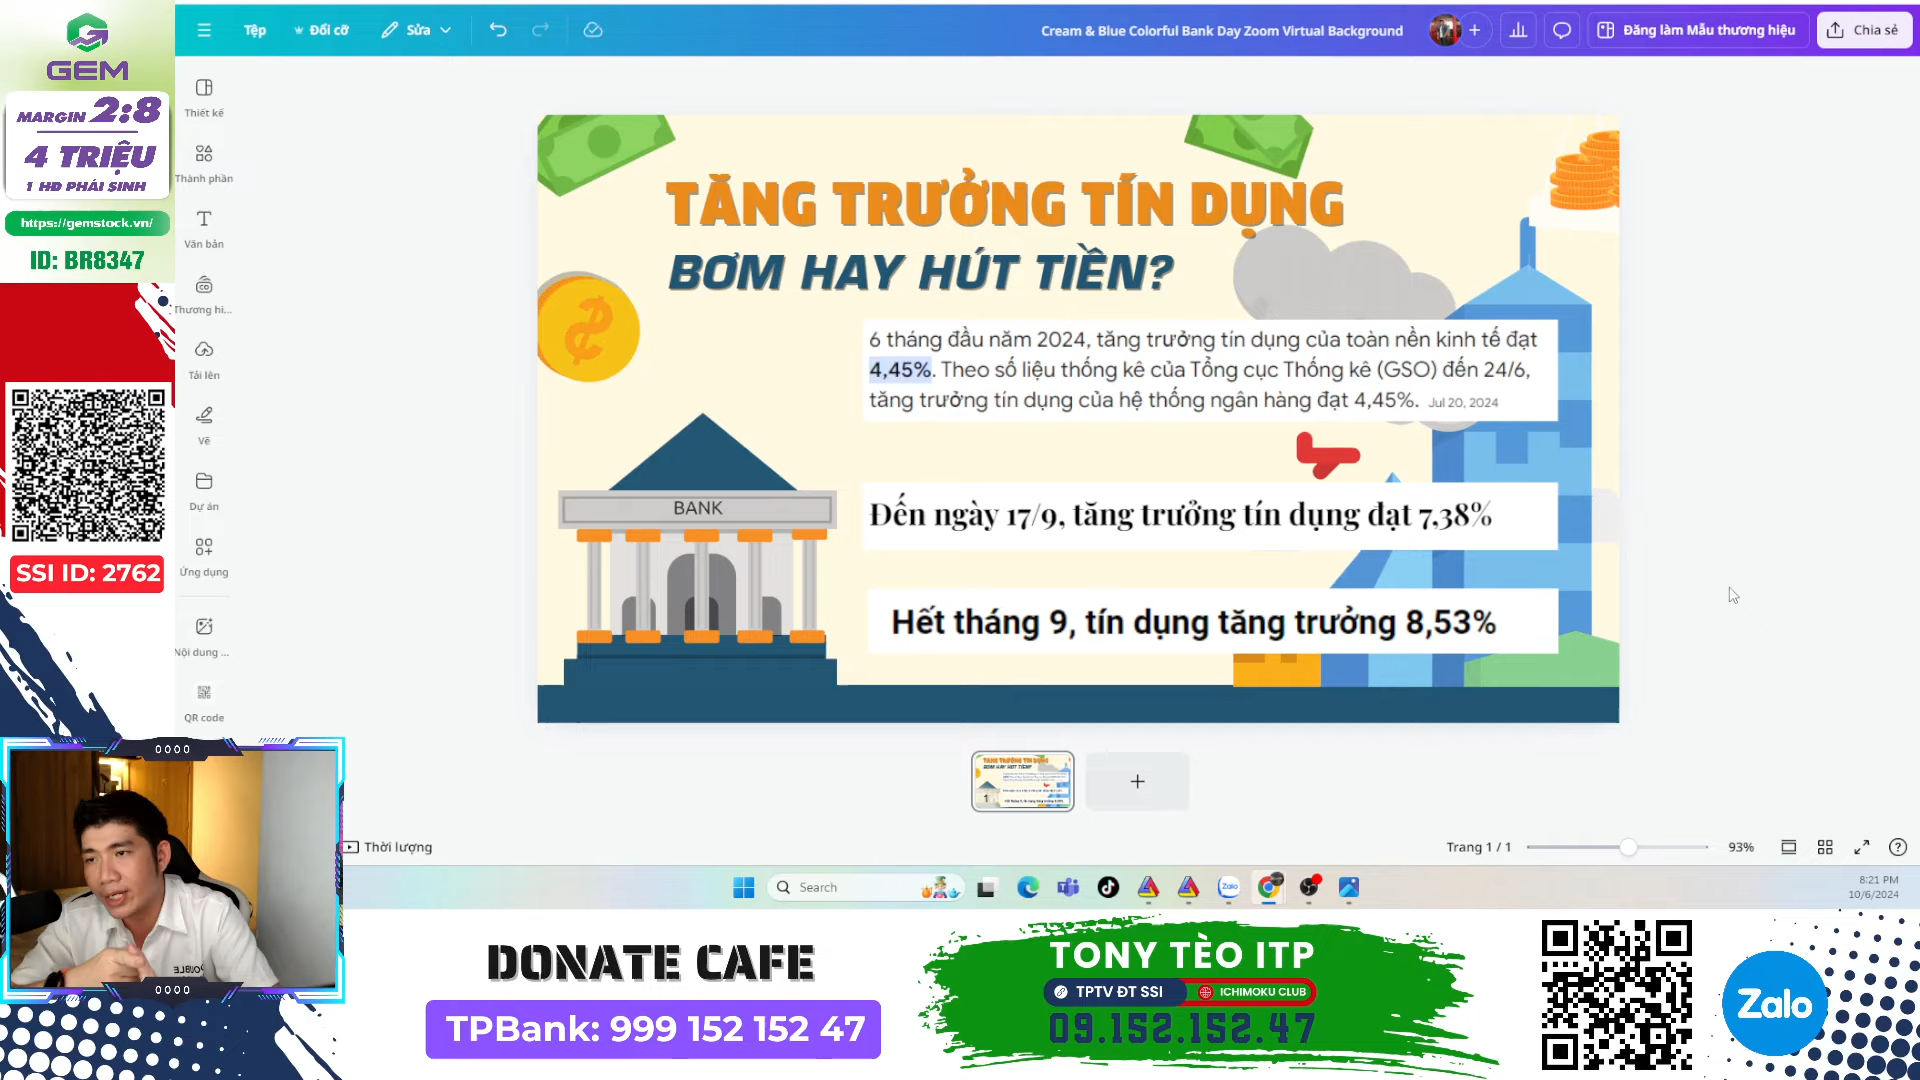 GEM
MARGIN 2:8
4 TRIỆU
1 HĐ PHÁI SINH
https://gemstock.vn/
ID: BR8347
SSI ID: 2762
Tệp
Đổi cỡ
Sửa
Cream & Blue Colorful Bank Day Zoom Virtual Background
Đăng làm Mẫu thương hiệu
Chia sẻ
Thiết kế
Thành phần
Văn bản
Thương hi...
Tải lên
Vẽ
Dự án
Ứng dụng
Nội dung ...
QR code
TĂNG TRƯỞNG TÍN DỤNG
BƠM HAY HÚT TIỀN?
6 tháng đầu năm 2024, tăng trưởng tín dụng của toàn nền kinh tế đạt
4,45%. Theo số liệu thống kê của Tổng cục Thống kê (GSO) đến 24/6,
tăng trưởng tín dụng của hệ thống ngân hàng đạt 4,45%. Jul 20, 2024
BANK
Đến ngày 17/9, tăng trưởng tín dụng đạt 7,38%
Hết tháng 9, tín dụng tăng trưởng 8,53%
Thời lượng
Trang 1 / 1
93%
Search
Zalo
8:21 PM
10/6/2024
DONATE CAFE
TPBank: 999 152 152 47
TONY TÈO ITP
TPTV ĐT SSI
ICHIMOKU CLUB
09.152.152.47
Zalo